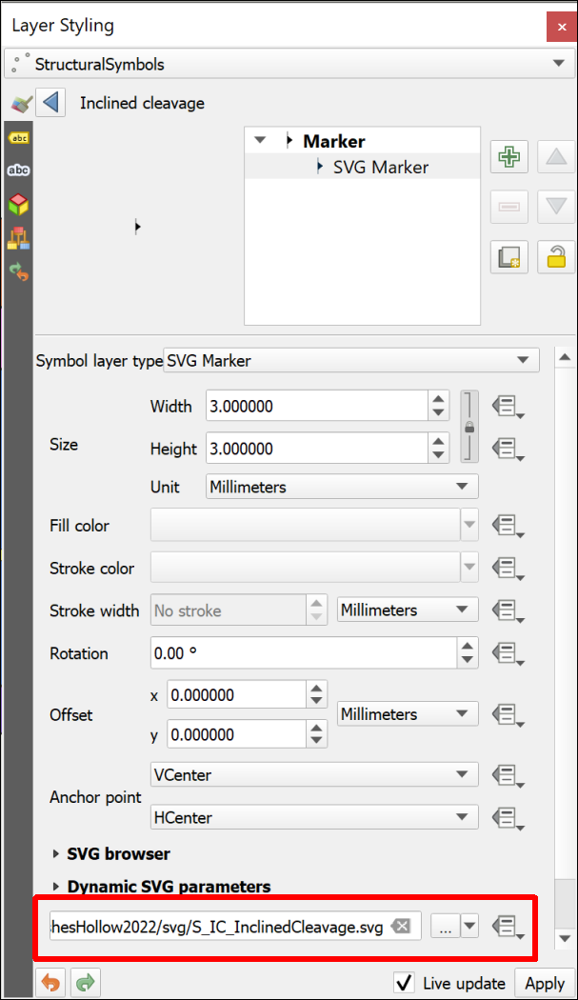 Layer Styling
StructuralSymbols
Inclined cleavage
Marker
SVG Marker
abc
abc
Symbol layer type SVG Marker
Width 3.000000
Size
Height 3.000000
Unit Millimeters
Fill color
Stroke color
Stroke width No stroke Millimeters
Rotation 0.00 °
x 0.000000
Offset Millimeters
y 0.000000
VCenter
Anchor point
HCenter
SVG browser
Dynamic SVG parameters
hesHollow2022/svg/S_IC_InclinedCleavage.svg ...
Live update Apply